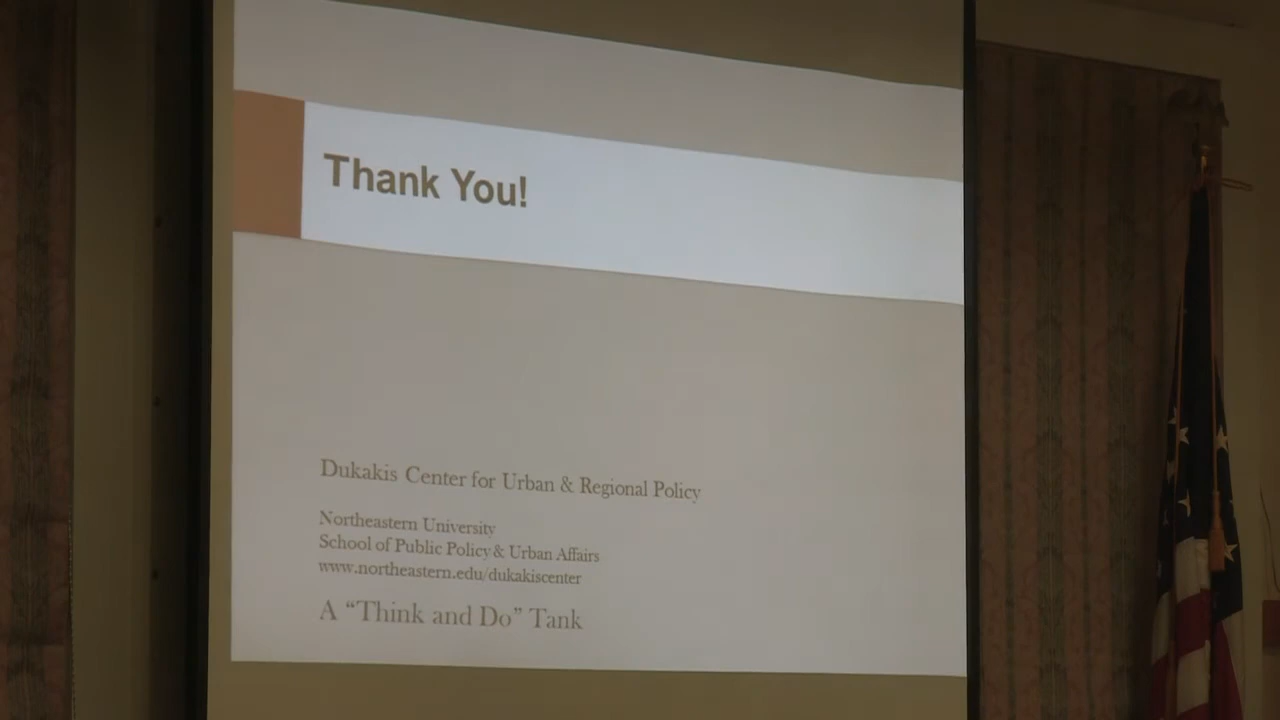 Thank You!
Dukakis Center for Urban & Regional Policy
Northeastern University
School of Public Policy & Urban Affairs
www.northeastern.edu/dukakiscenter
A “Think and Do” Tank